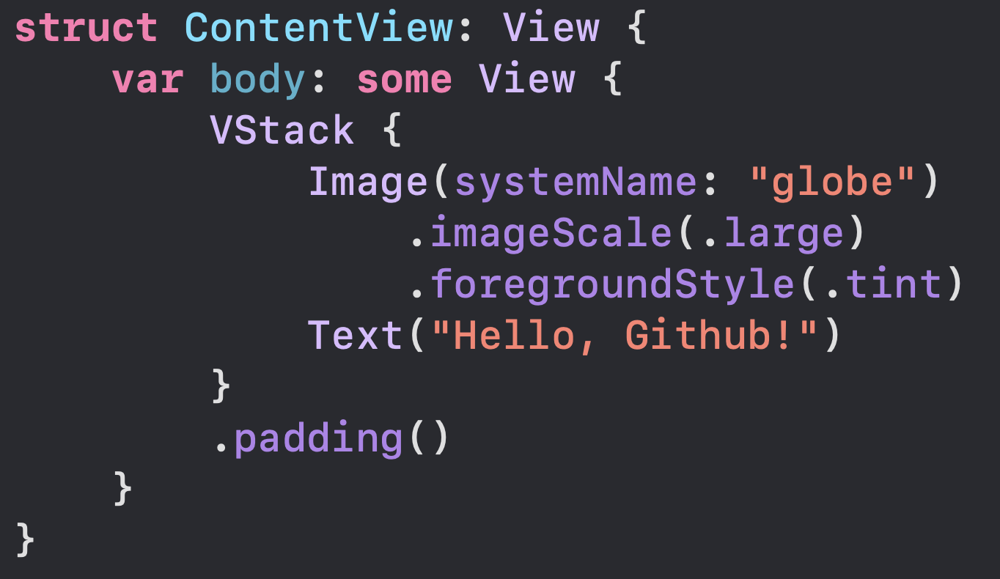 struct ContentView: View {
    var body: some View {
        VStack {
            Image(systemName: "globe")
                .imageScale(.large)
                .foregroundStyle(.tint)
            Text("Hello, Github!")
        }
        .padding()
    }
}